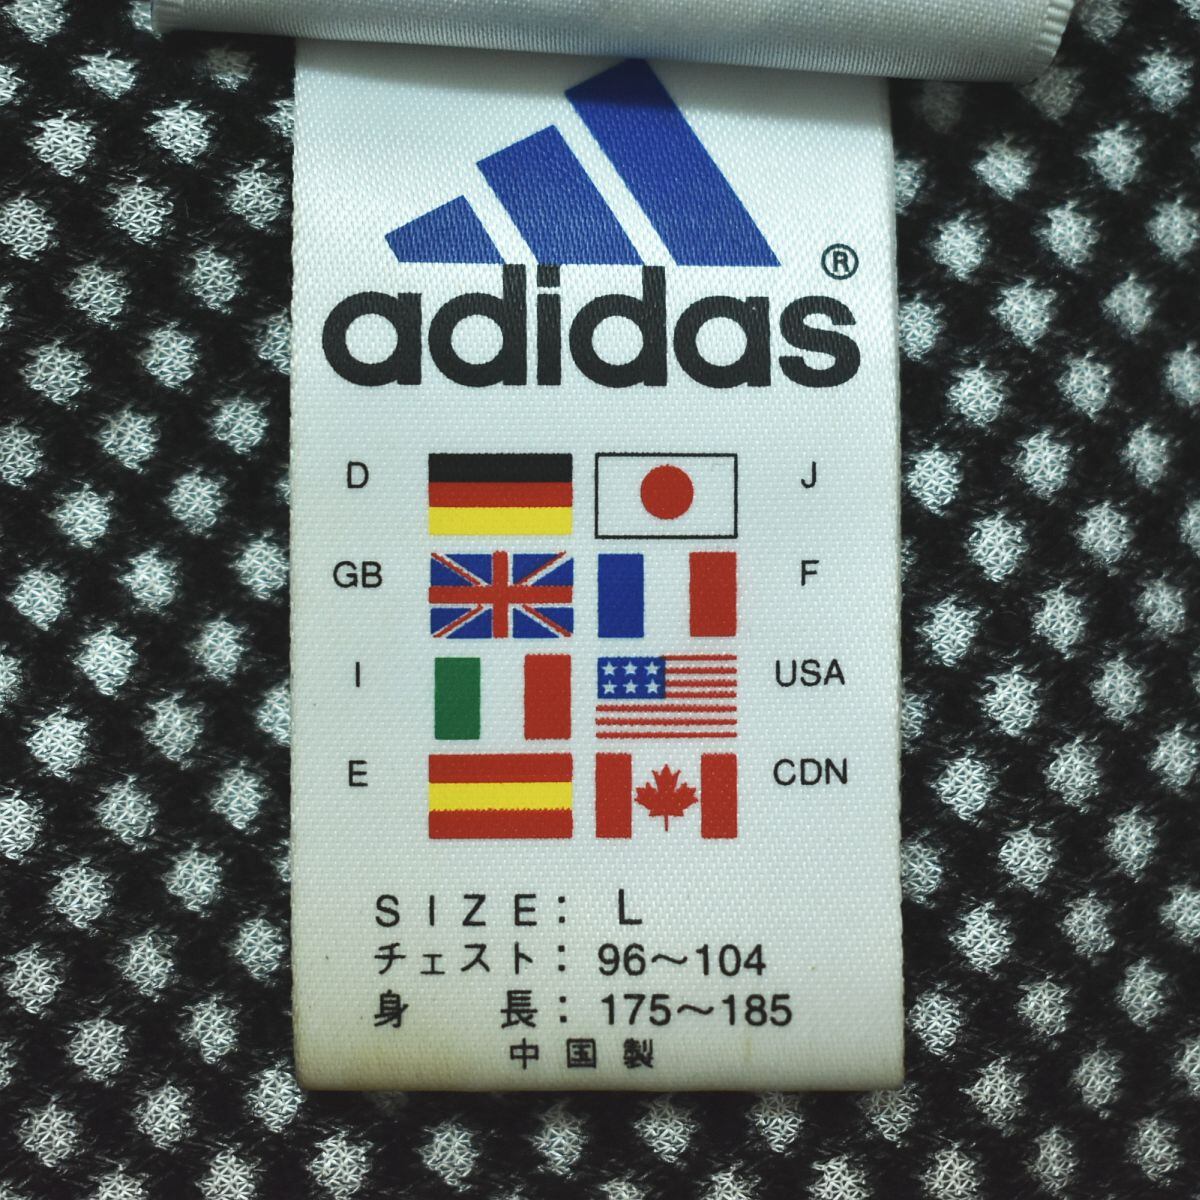 adidas®
D J
GB F
I USA
E CDN
SIZE: L
チェスト: 96〜104
身長: 175〜185
中国製